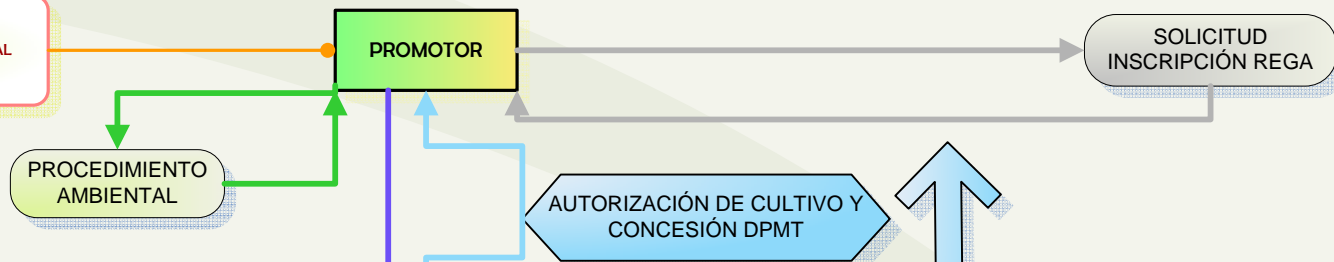 AL
PROMOTOR
SOLICITUD
INSCRIPCIÓN REGA
PROCEDIMIENTO
AMBIENTAL
AUTORIZACIÓN DE CULTIVO Y
CONCESIÓN DPMT